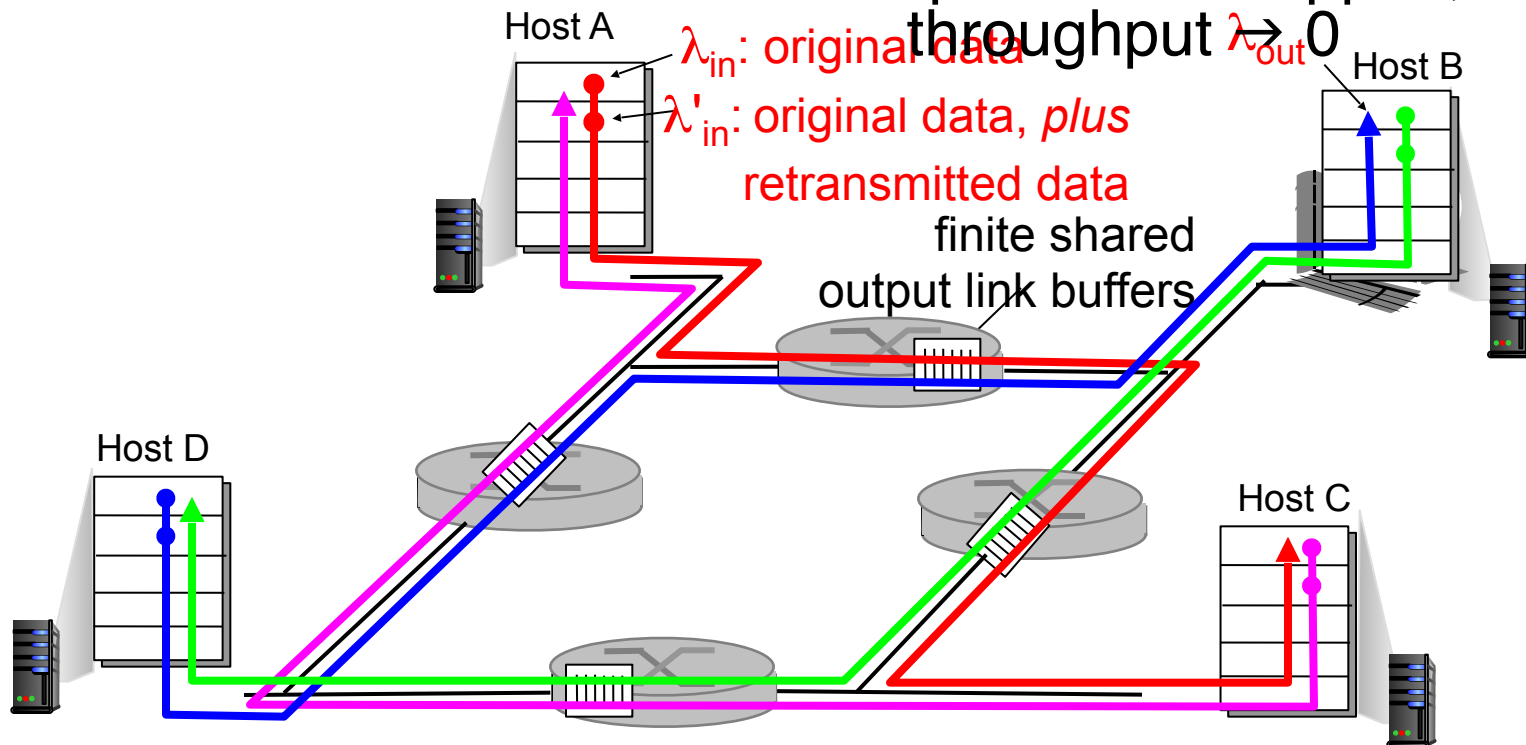 throughput → 0
Host A
λin: original data
λout
Host B
λ'in: original data, plus
retransmitted data
finite shared
output link buffers
Host D
Host C